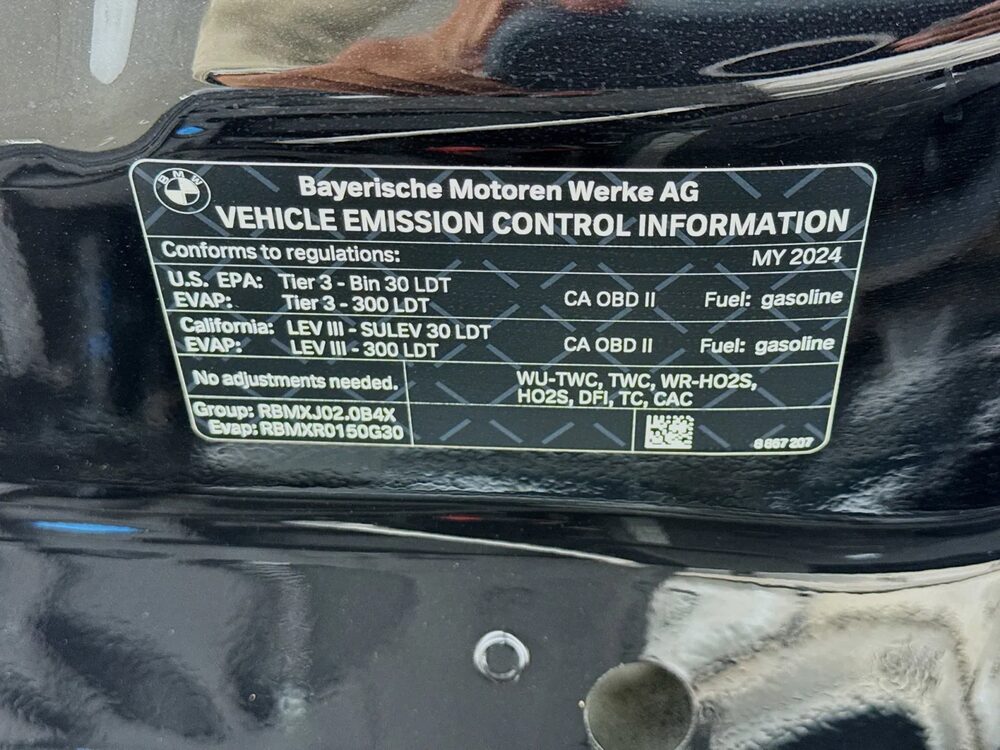 BMW
Bayerische Motoren Werke AG
VEHICLE EMISSION CONTROL INFORMATION
Conforms to regulations: MY 2024
U.S. EPA: Tier 3 - Bin 30 LDT
EVAP: Tier 3 - 300 LDT CA OBD II Fuel: gasoline
California: LEV III - SULEV 30 LDT
EVAP: LEV III - 300 LDT CA OBD II Fuel: gasoline
No adjustments needed.
WU-TWC, TWC, WR-HO2S,
HO2S, DFI, TC, CAC
Group: RBMXJ02.0B4X
Evap: RBMXR0150G30
8 867 207